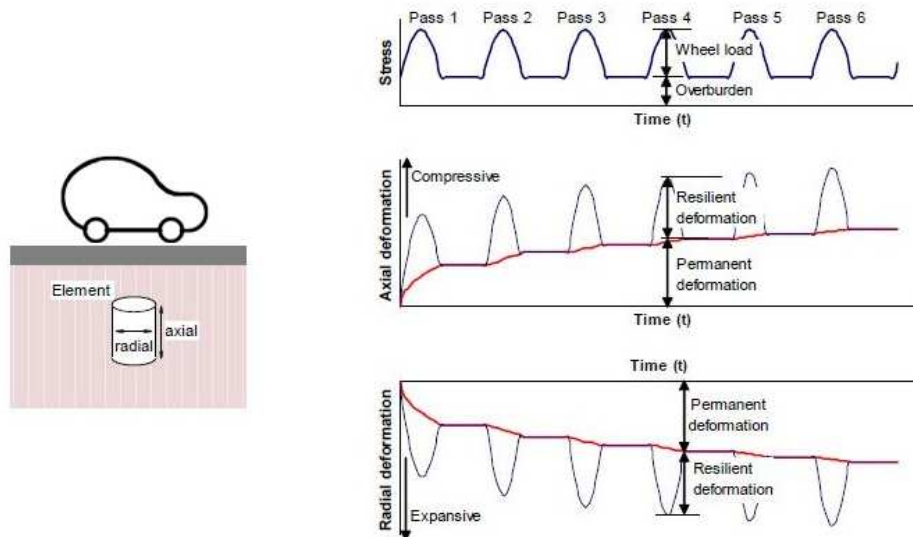 Element
axial
radial
Pass 1 Pass 2 Pass 3 Pass 4 Pass 5 Pass 6
Stress
Wheel load
Overburden
Time (t)
Axial deformation
Compressive
Resilient
deformation
Permanent
deformation
Time (t)
Time (t)
Radial deformation
Permanent
deformation
Resilient
deformation
Expansive